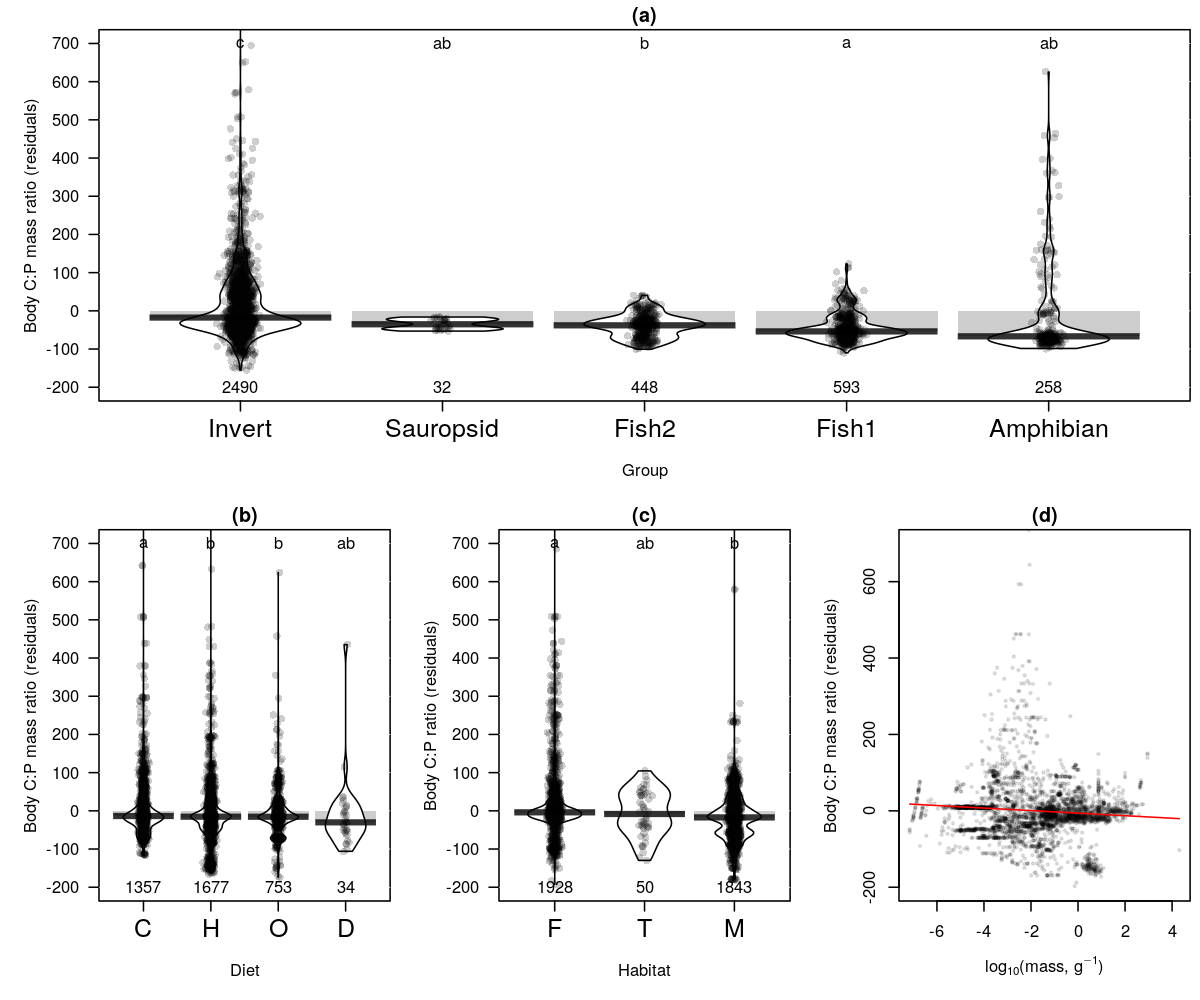 (a)
Body C:P mass ratio (residuals)
700
600
500
400
300
200
100
0
-100
-200
c ab b a ab
2490 32 448 593 258
Invert Sauropsid Fish2 Fish1 Amphibian
Group
(b)
Body C:P mass ratio (residuals)
700
600
500
400
300
200
100
0
-100
-200
a b b ab
1357 1677 753 34
C H O D
Diet
(c)
Body C:P ratio (residuals)
700
600
500
400
300
200
100
0
-100
-200
a ab b
1928 50 1843
F T M
Habitat
(d)
Body C:P mass ratio (residuals)
600
400
200
0
-200
-6 -4 -2 0 2 4
log₁₀(mass, g⁻¹)